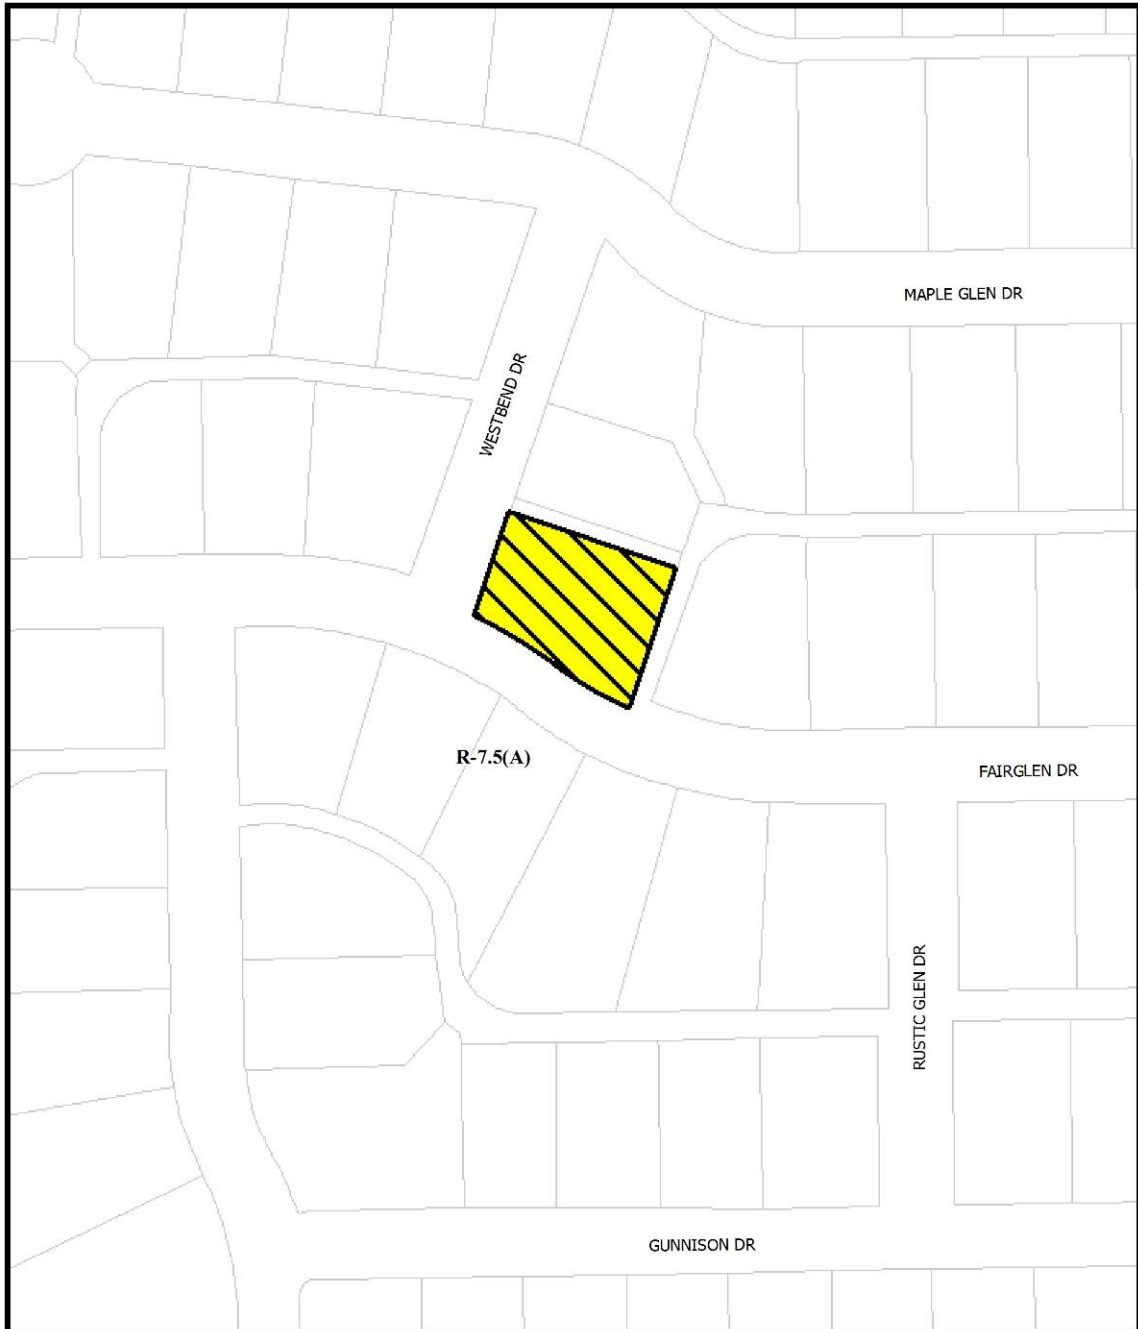 MAPLE GLEN DR
WESTBEND DR
R-7.5(A)
FAIRGLEN DR
RUSTIC GLEN DR
GUNNISON DR